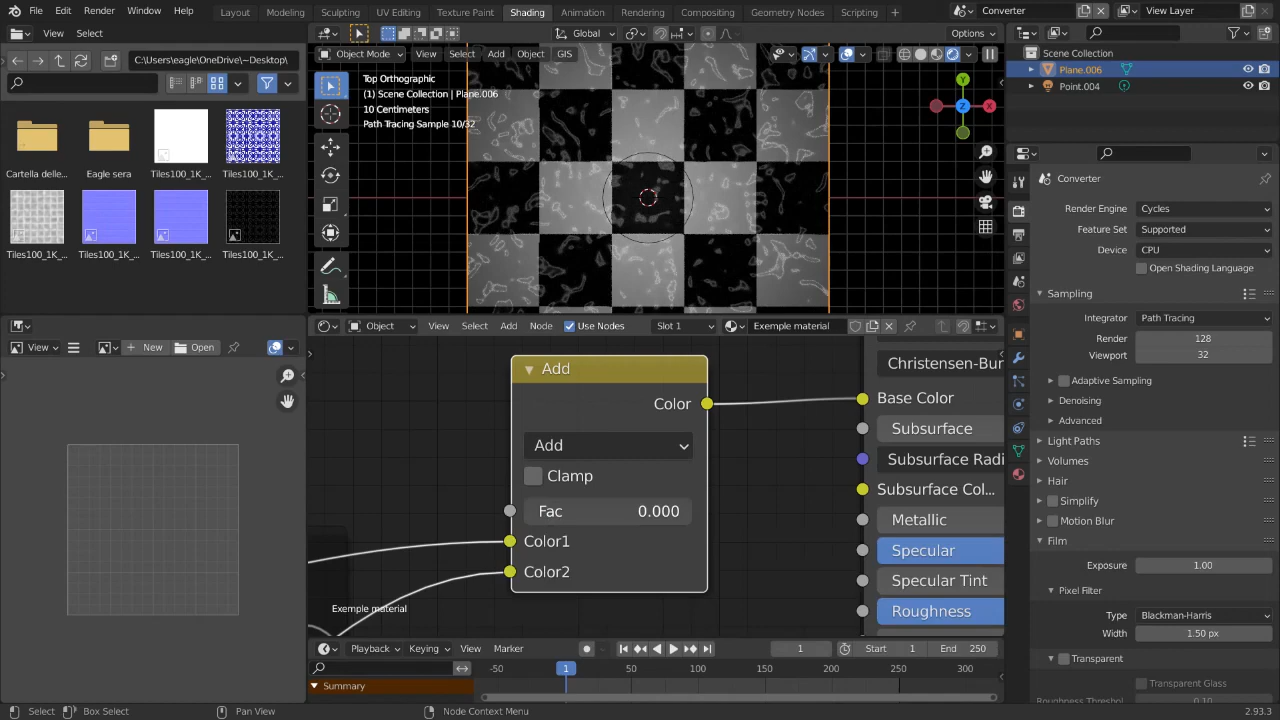 File Edit Render Window Help Layout Modeling Sculpting UV Editing Texture Paint Shading Animation Rendering Compositing Geometry Nodes Scripting + Converter View Layer
View Select
C:\Users\eagle\OneDrive\~Desktop\
Cartella delle... Eagle sera Tiles100_1K_... Tiles100_1K_...
Tiles100_1K_... Tiles100_1K_... Tiles100_1K_... Tiles100_1K_...
View New Open
Global Options
Object Mode View Select Add Object GIS
Top Orthographic
(1) Scene Collection | Plane.006
10 Centimeters
Path Tracing Sample 10/32
Y
Z X
Object View Select Add Node Use Nodes Slot 1 Exemple material
Add
Color
Add
Clamp
Fac 0.000
Color1
Color2
Exemple material
Christensen-Bur
Base Color
Subsurface
Subsurface Radi
Subsurface Col...
Metallic
Specular
Specular Tint
Roughness
Playback Keying View Marker 1 Start 1 End 250
-50 1 50 100 150 200 250 300
Summary
Scene Collection
Plane.006
Point.004
Converter
Render Engine Cycles
Feature Set Supported
Device CPU
Open Shading Language
Sampling
Integrator Path Tracing
Render 128
Viewport 32
Adaptive Sampling
Denoising
Advanced
Light Paths
Volumes
Hair
Simplify
Motion Blur
Film
Exposure 1.00
Pixel Filter
Type Blackman-Harris
Width 1.50 px
Transparent
Transparent Glass
Roughness Threshol 0.10
Select Box Select Pan View Node Context Menu 2.93.3